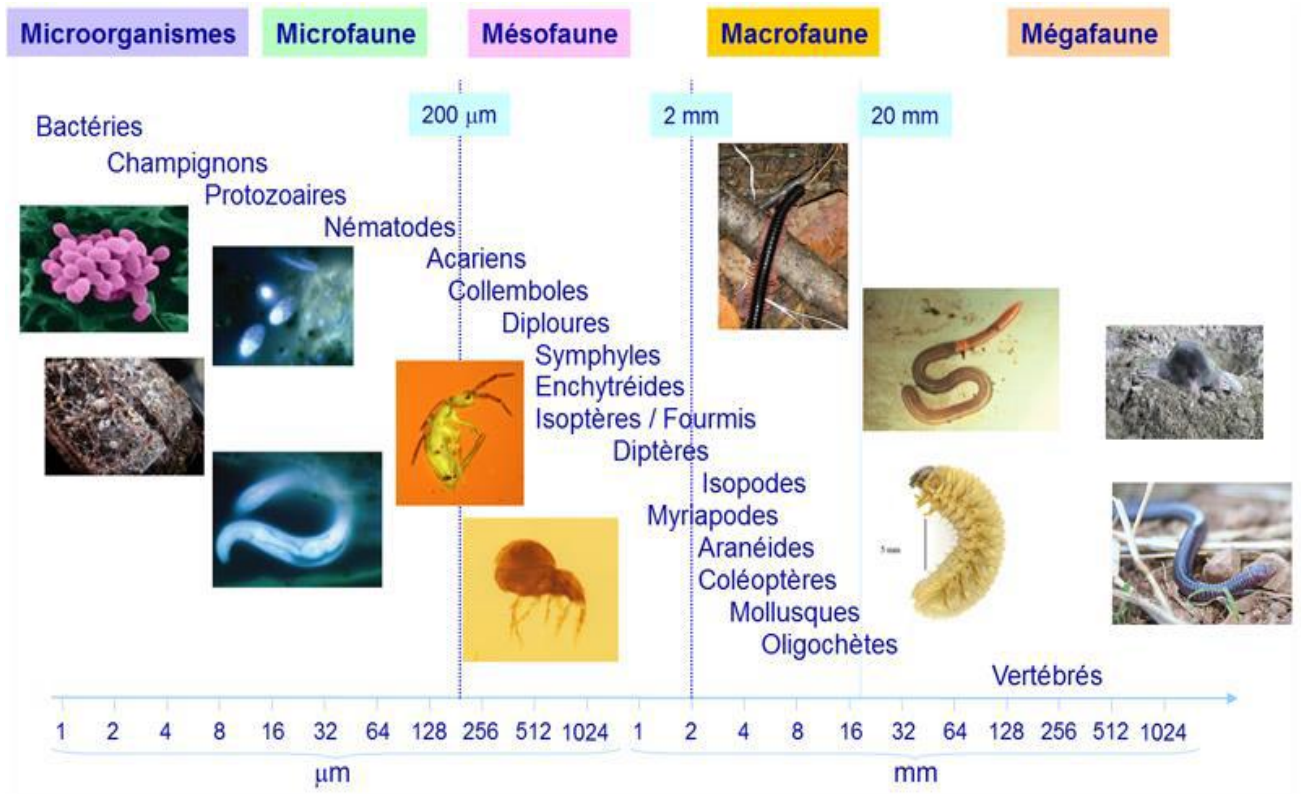 Microorganismes
Microfaune
Mésofaune
Macrofaune
Mégafaune
200 μm
2 mm
20 mm
Bactéries
Champignons
Protozoaires
Nématodes
Acariens
Collemboles
Diploures
Symphyles
Enchytréides
Isoptères / Fourmis
Diptères
Isopodes
Myriapodes
Aranéides
Coléoptères
Mollusques
Oligochètes
Vertébrés
5 mm
1 2 4 8 16 32 64 128 256 512 1024 1 2 4 8 16 32 64 128 256 512 1024
μm
mm